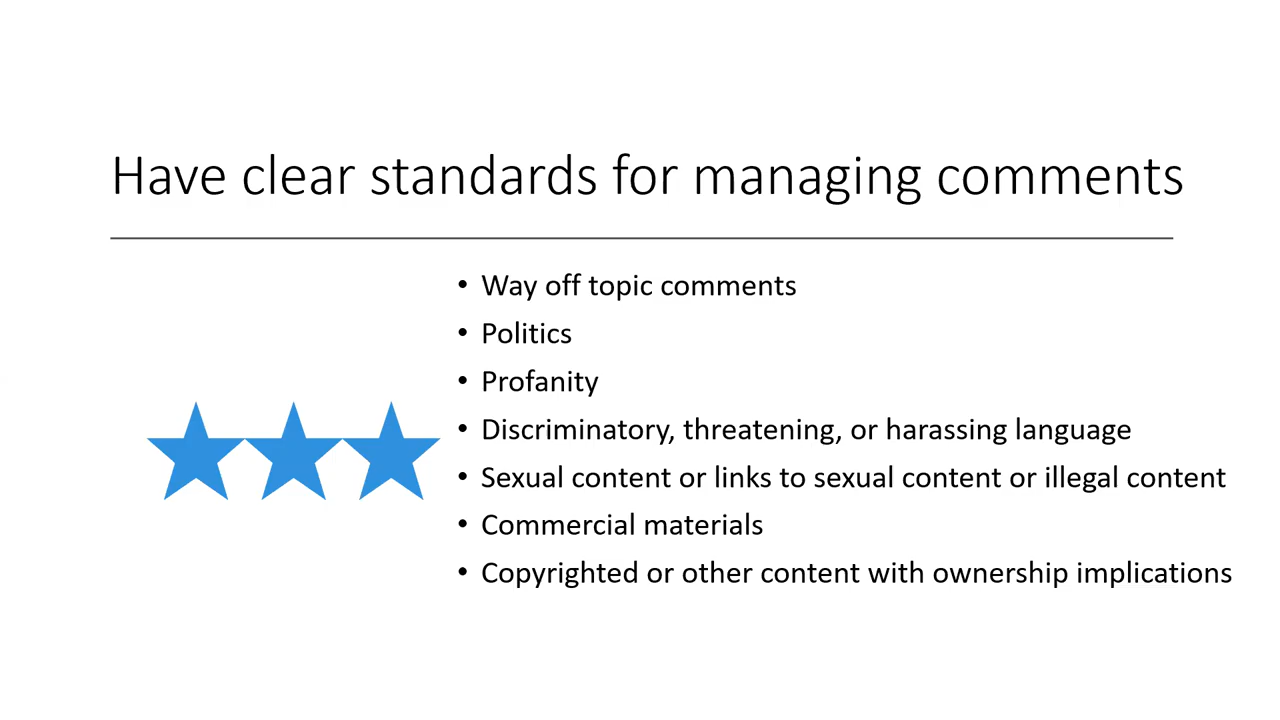 Have clear standards for managing comments
• Way off topic comments
• Politics
• Profanity
• Discriminatory, threatening, or harassing language
• Sexual content or links to sexual content or illegal content
• Commercial materials
• Copyrighted or other content with ownership implications